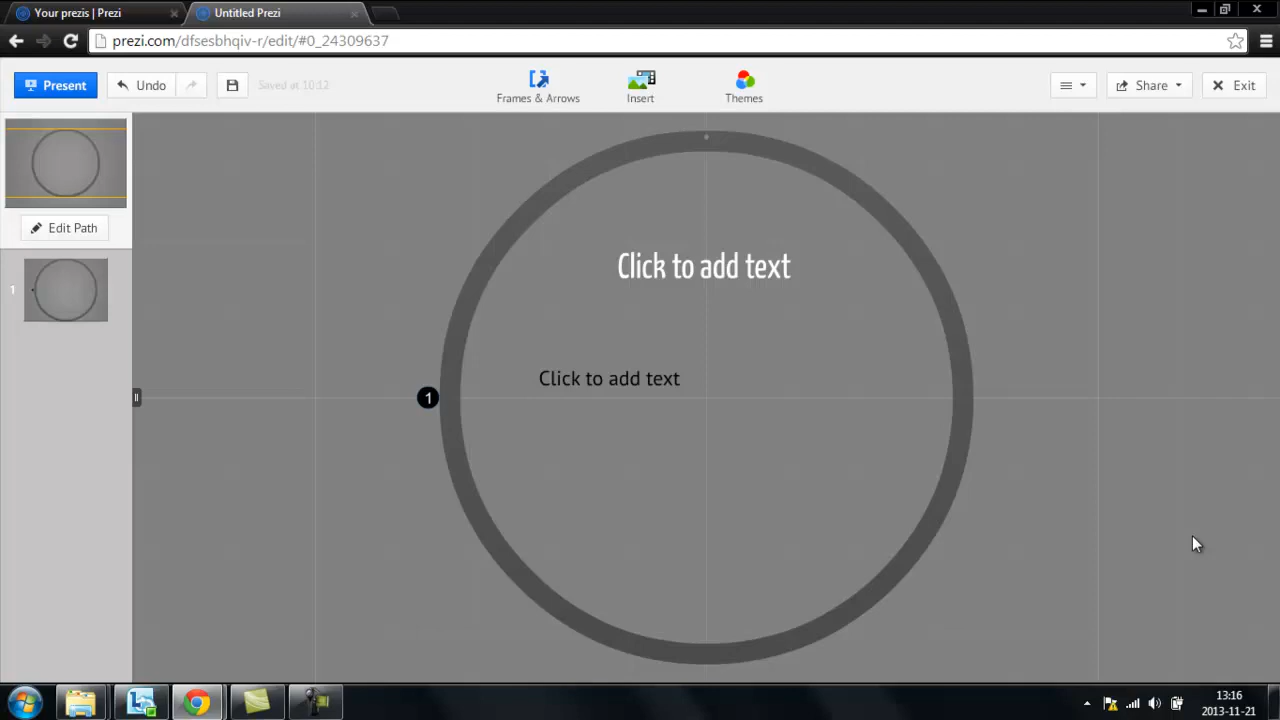 Your prezis | Prezi
Untitled Prezi
prezi.com/dfsesbhqiv-r/edit/#0_24309637
Present
Undo
Saved at 10:12
Frames & Arrows
Insert
Themes
Share
Exit
Edit Path
1
Click to add text
Click to add text
1
13:16
2013-11-21